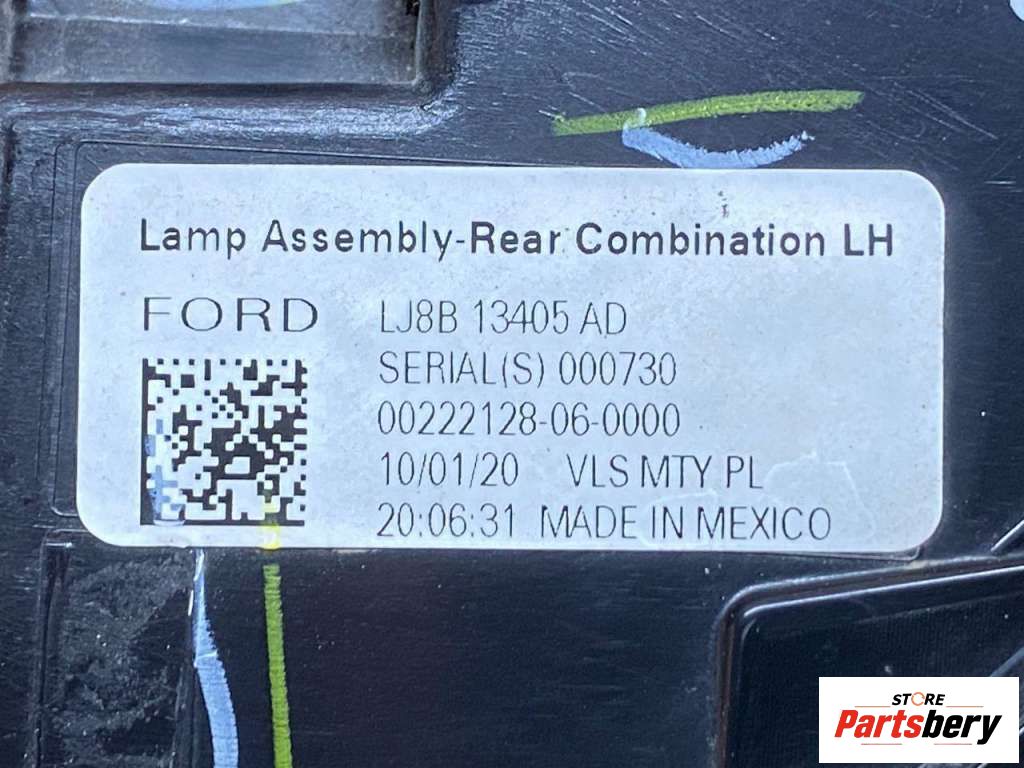 Lamp Assembly-Rear Combination LH
FORD LJ8B 13405 AD
SERIAL(S) 000730
00222128-06-0000
10/01/20 VLS MTY PL
20:06:31 MADE IN MEXICO
STORE
Partsbery